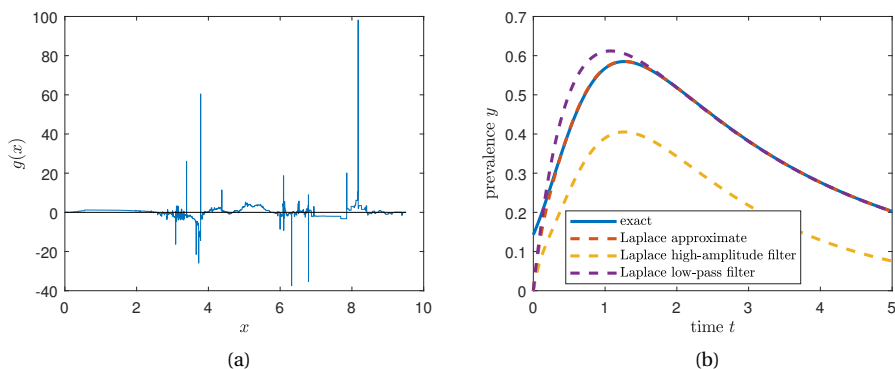 100
80
60
40
20
0
-20
-40
g(x)
0
2
4
6
8
10
x
(a)
0.7
0.6
0.5
0.4
0.3
0.2
0.1
0
prevalence y
exact
Laplace approximate
Laplace high-amplitude filter
Laplace low-pass filter
0
1
2
3
4
5
time t
(b)